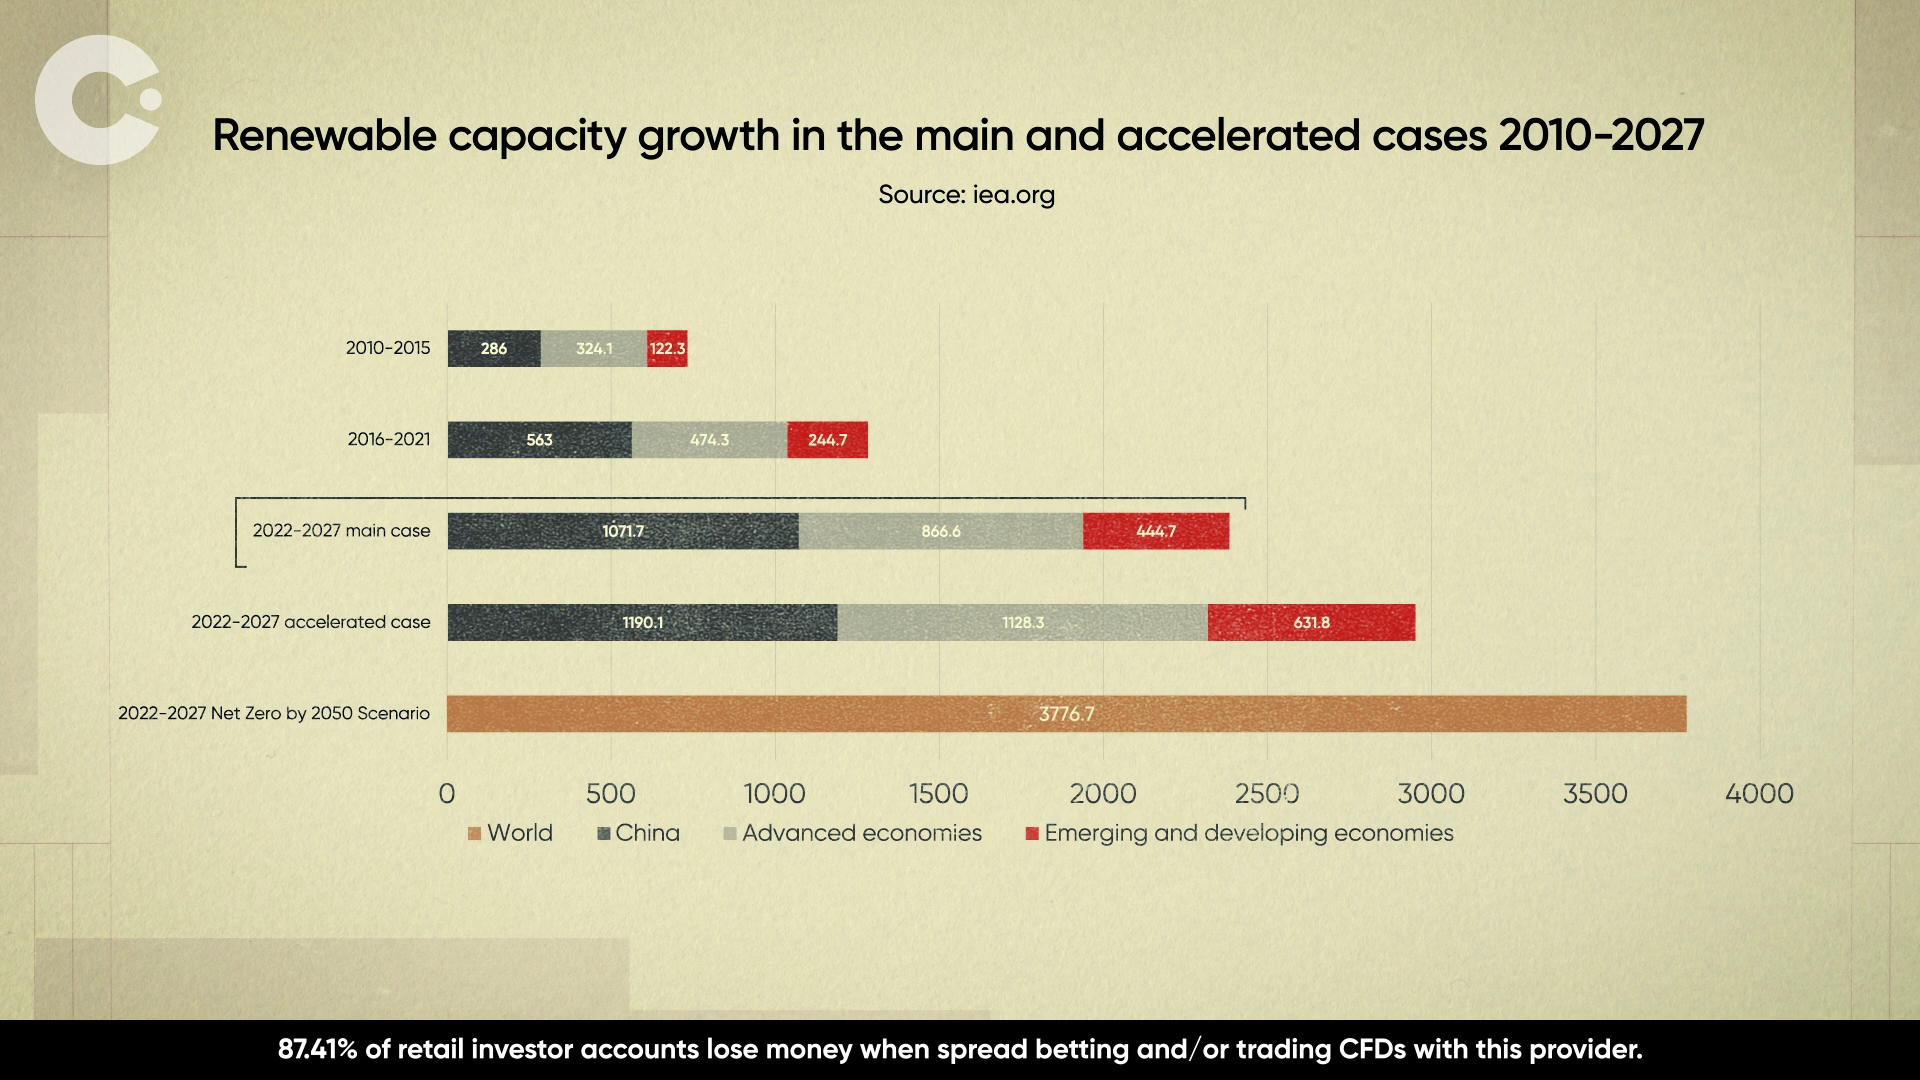 Renewable capacity growth in the main and accelerated cases 2010-2027
Source: iea.org
2010-2015 286 324.1 122.3
2016-2021 563 474.3 244.7
2022-2027 main case 1071.7 866.6 444.7
2022-2027 accelerated case 1190.1 1128.3 631.8
2022-2027 Net Zero by 2050 Scenario 3776.7
0 500 1000 1500 2000 2500 3000 3500 4000
World China Advanced economies Emerging and developing economies
87.41% of retail investor accounts lose money when spread betting and/or trading CFDs with this provider.